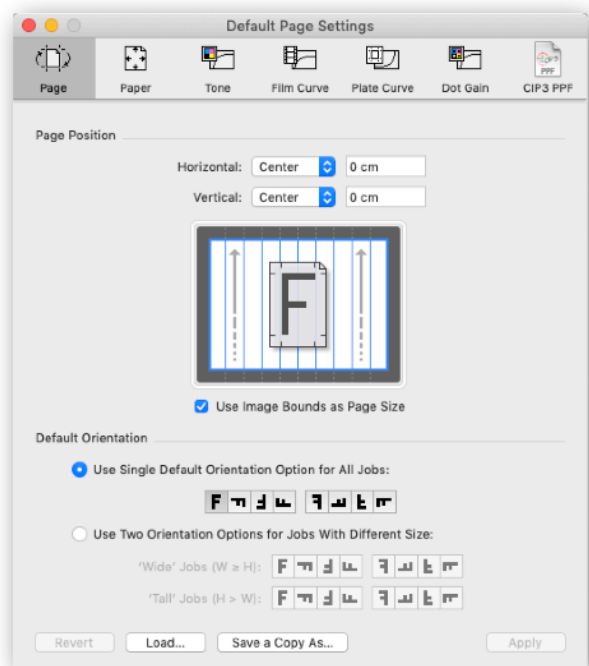 Default Page Settings
Page Paper Tone Film Curve Plate Curve Dot Gain CIP3 PPF
PPF
Page Position
Horizontal: Center 0 cm
Vertical: Center 0 cm
F
Use Image Bounds as Page Size
Default Orientation
Use Single Default Orientation Option for All Jobs:
F F F F F F F F
Use Two Orientation Options for Jobs With Different Size:
'Wide' Jobs (W ≥ H): F F F F F F F F
'Tall' Jobs (H > W): F F F F F F F F
Revert Load... Save a Copy As... Apply